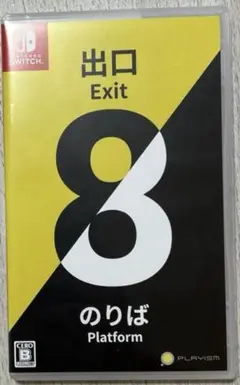 NINTENDO
SWITCH
出口
Exit
8
のりば
Platform
CERO
B
PLAYISM